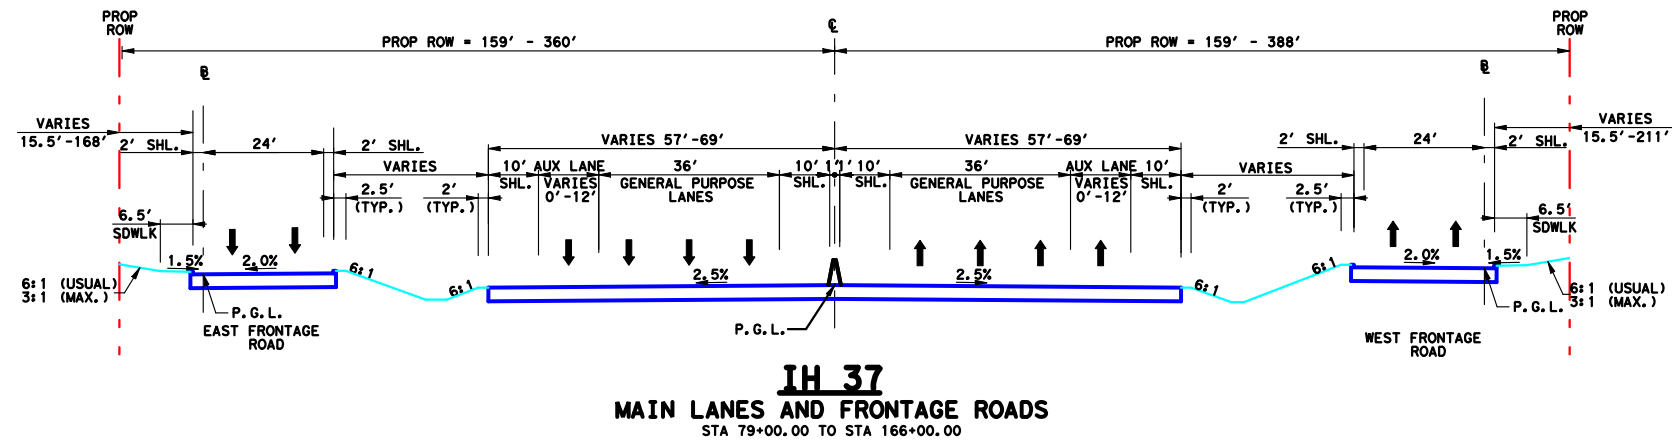 PROP
ROW
℄
PROP
ROW
PROP ROW = 159' - 360'
PROP ROW = 159' - 388'
VARIES
15.5'-168'
VARIES
15.5'-211'
2' SHL.
24'
2' SHL.
VARIES 57'-69'
VARIES 57'-69'
2' SHL.
24'
2' SHL.
VARIES
10'
SHL.
AUX LANE
VARIES
0'-12'
36'
GENERAL PURPOSE
LANES
10'
SHL.
1'
1'
10'
SHL.
36'
GENERAL PURPOSE
LANES
AUX LANE
VARIES
0'-12'
10'
SHL.
VARIES
2.5'
(TYP.)
2'
(TYP.)
2'
(TYP.)
2.5'
(TYP.)
6.5'
SDWLK
6.5'
SDWLK
1.5%
2.0%
6:1
6:1
2.5%
2.5%
6:1
6:1
2.0%
1.5%
6:1 (USUAL)
3:1 (MAX.)
6:1 (USUAL)
3:1 (MAX.)
P.G.L.
P.G.L.
P.G.L.
EAST FRONTAGE
ROAD
WEST FRONTAGE
ROAD
IH 37
MAIN LANES AND FRONTAGE ROADS
STA 79+00.00 TO STA 166+00.00